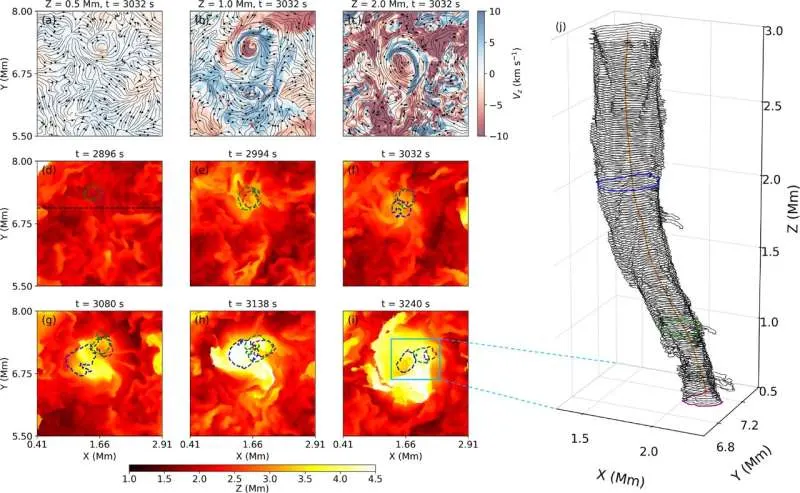 Z = 0.5 Mm, t = 3032 s
Z = 1.0 Mm, t = 3032 s
Z = 2.0 Mm, t = 3032 s
(a)
(b)
(c)
8.00
6.75
5.50
Y (Mm)
10
5
0
−5
−10
Vz (km s−1)
t = 2896 s
t = 2994 s
t = 3032 s
(d)
(e)
(f)
8.00
6.75
5.50
Y (Mm)
t = 3080 s
t = 3138 s
t = 3240 s
(g)
(h)
(i)
8.00
6.75
5.50
Y (Mm)
0.41
1.66
2.91
0.41
1.66
2.91
0.41
1.66
2.91
X (Mm)
X (Mm)
X (Mm)
1.0
1.5
2.0
2.5
3.0
3.5
4.0
4.5
Z (Mm)
(j)
3.0
2.5
2.0
1.5
1.0
0.5
Z (Mm)
7.2
6.8
Y (Mm)
1.5
2.0
X (Mm)